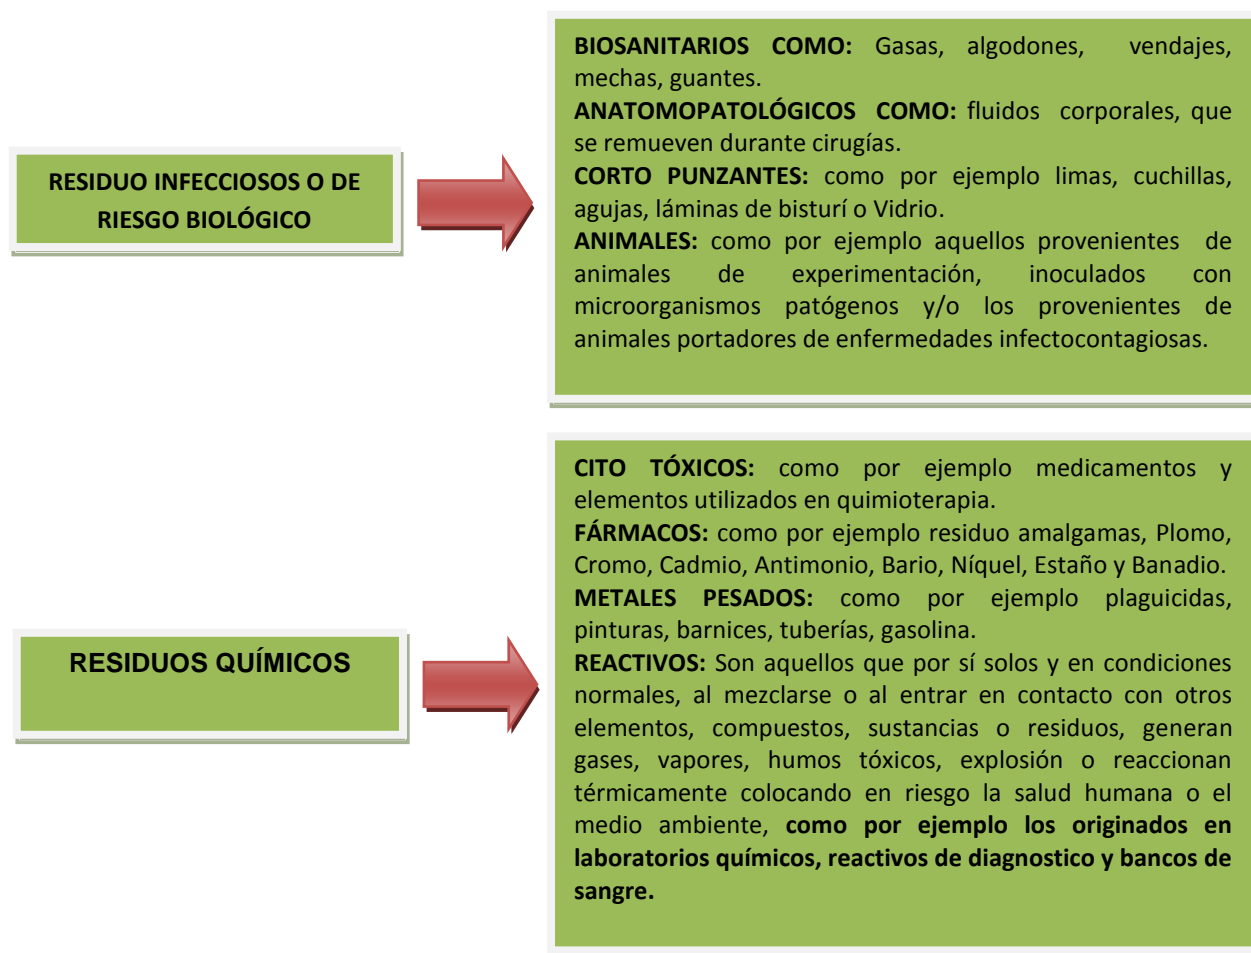 RESIDUO INFECCIOSOS O DE
RIESGO BIOLÓGICO
BIOSANITARIOS COMO: Gasas, algodones, vendajes,
mechas, guantes.
ANATOMOPATOLÓGICOS COMO: fluidos corporales, que
se remueven durante cirugías.
CORTO PUNZANTES: como por ejemplo limas, cuchillas,
agujas, láminas de bisturí o Vidrio.
ANIMALES: como por ejemplo aquellos provenientes de
animales de experimentación, inoculados con
microorganismos patógenos y/o los provenientes de
animales portadores de enfermedades infectocontagiosas.
RESIDUOS QUÍMICOS
CITO TÓXICOS: como por ejemplo medicamentos y
elementos utilizados en quimioterapia.
FÁRMACOS: como por ejemplo residuo amalgamas, Plomo,
Cromo, Cadmio, Antimonio, Bario, Níquel, Estaño y Banadio.
METALES PESADOS: como por ejemplo plaguicidas,
pinturas, barnices, tuberías, gasolina.
REACTIVOS: Son aquellos que por sí solos y en condiciones
normales, al mezclarse o al entrar en contacto con otros
elementos, compuestos, sustancias o residuos, generan
gases, vapores, humos tóxicos, explosión o reaccionan
térmicamente colocando en riesgo la salud humana o el
medio ambiente, como por ejemplo los originados en
laboratorios químicos, reactivos de diagnostico y bancos de
sangre.